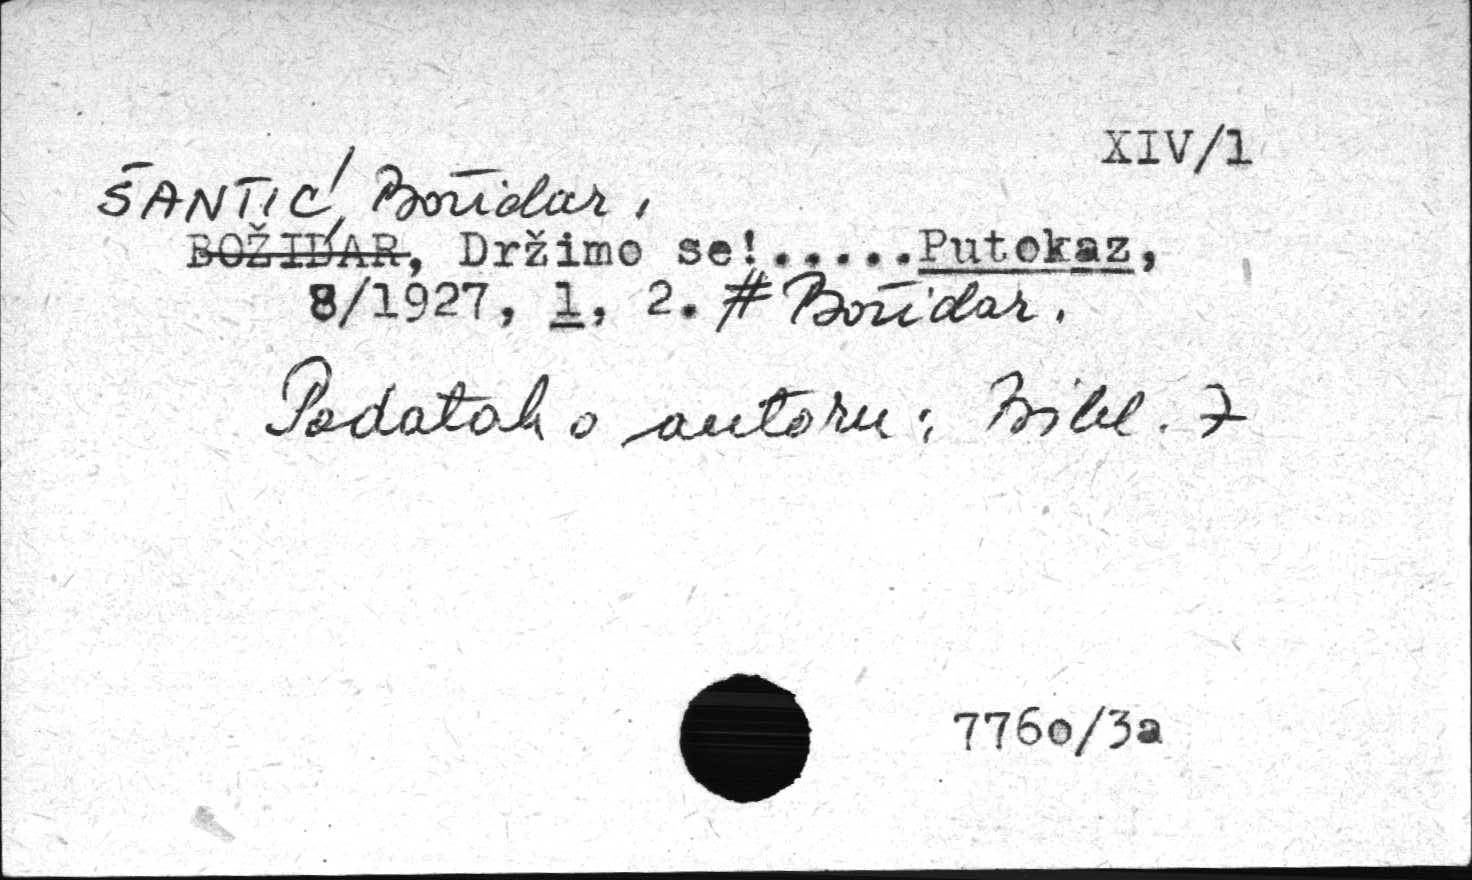 XIV/1
ŠANTIĆ, Božidar,
BOŽIDAR, Držimo se!.....Putokaz,
8/1927, 1, 2. # Božidar.
Podatak o autoru: Bibl. 7
7760/3a